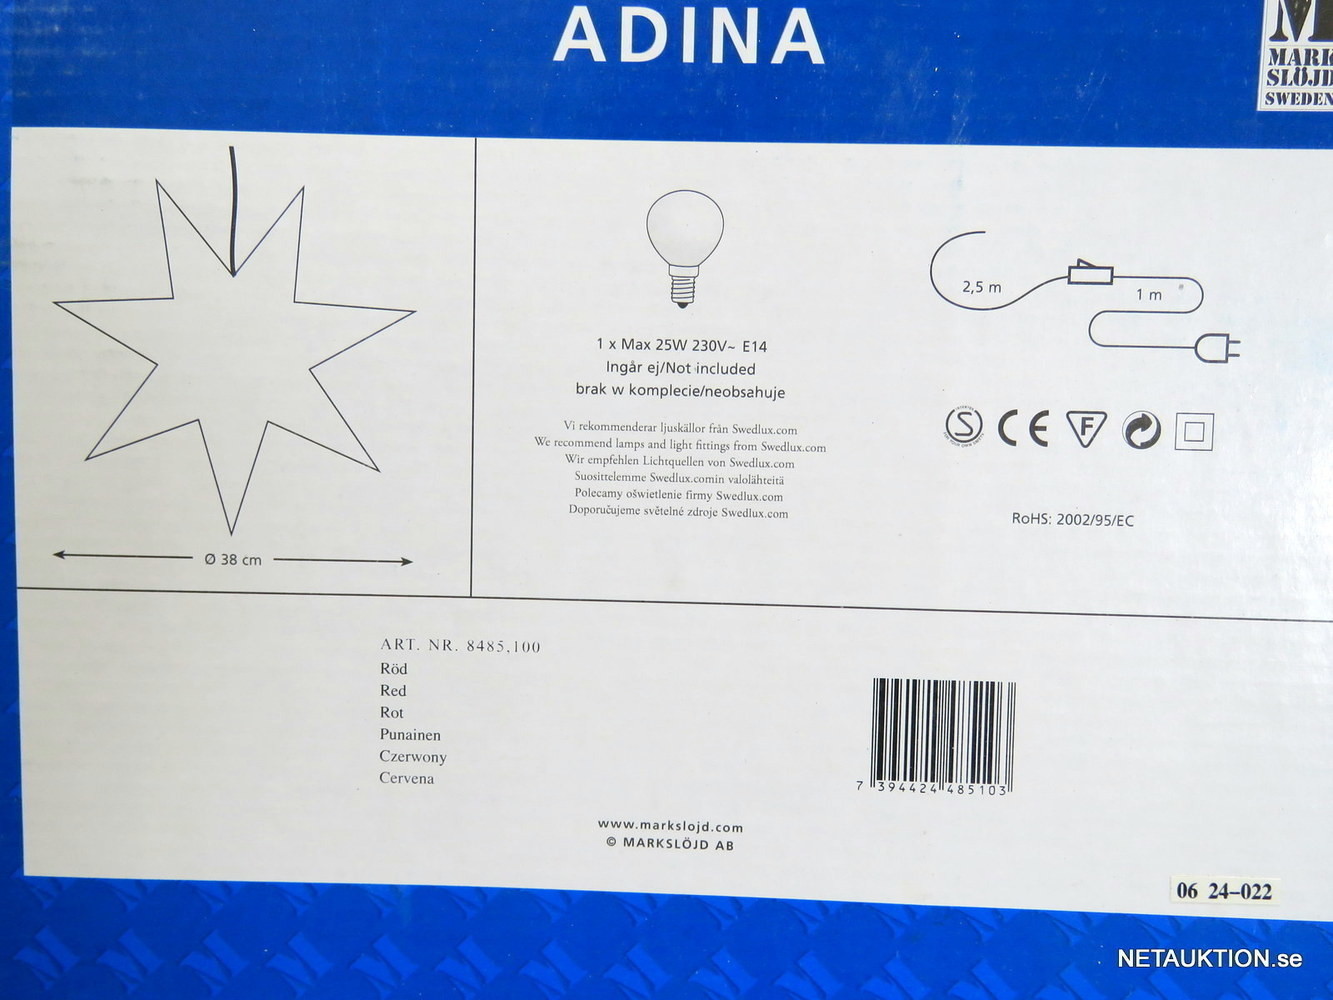 ADINA
MARK
SLÖJD
SWEDEN
Ø 38 cm
1 x Max 25W 230V~ E14
Ingår ej/Not included
brak w komplecie/neobsahuje
Vi rekommenderar ljuskällor från Swedlux.com
We recommend lamps and light fittings from Swedlux.com
Wir empfehlen Lichtquellen von Swedlux.com
Suosittelemme Swedlux.comin valolähteitä
Polecamy oświetlenie firmy Swedlux.com
Doporučujeme světelné zdroje Swedlux.com
2,5 m
1 m
S CE F
RoHS: 2002/95/EC
ART. NR. 8485,100
Röd
Red
Rot
Punainen
Czerwony
Cervena
7 394424 485103
www.markslojd.com
© MARKSLÖJD AB
06 24-022
NETAUKTION.se